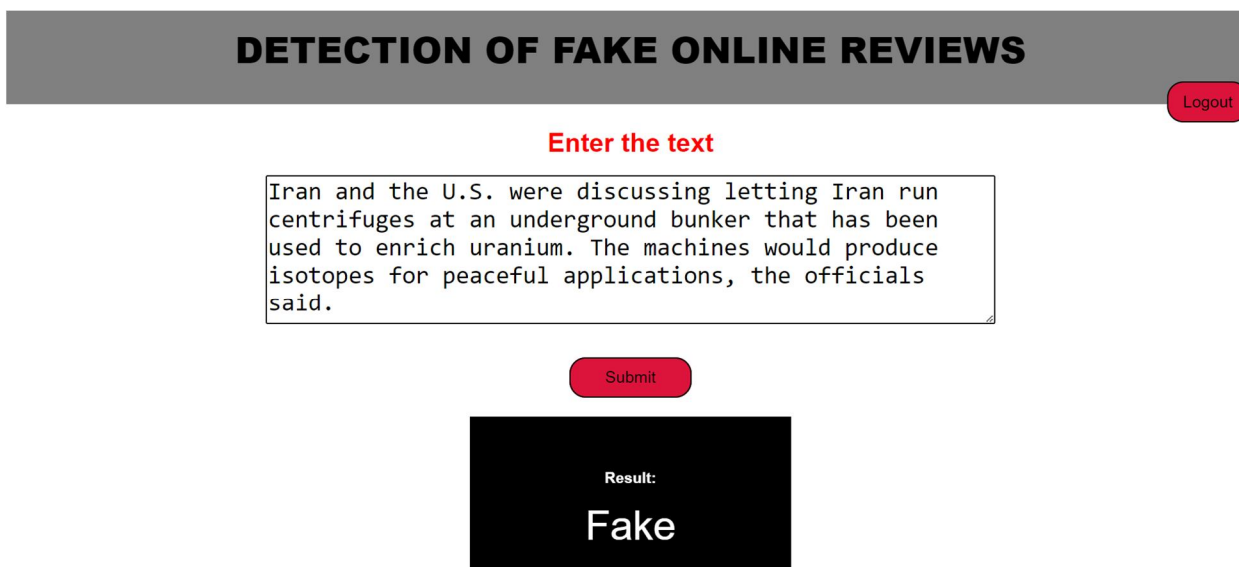 DETECTION OF FAKE ONLINE REVIEWS
Logout
Enter the text
Iran and the U.S. were discussing letting Iran run
centrifuges at an underground bunker that has been
used to enrich uranium. The machines would produce
isotopes for peaceful applications, the officials
said.
Submit
Result:
Fake